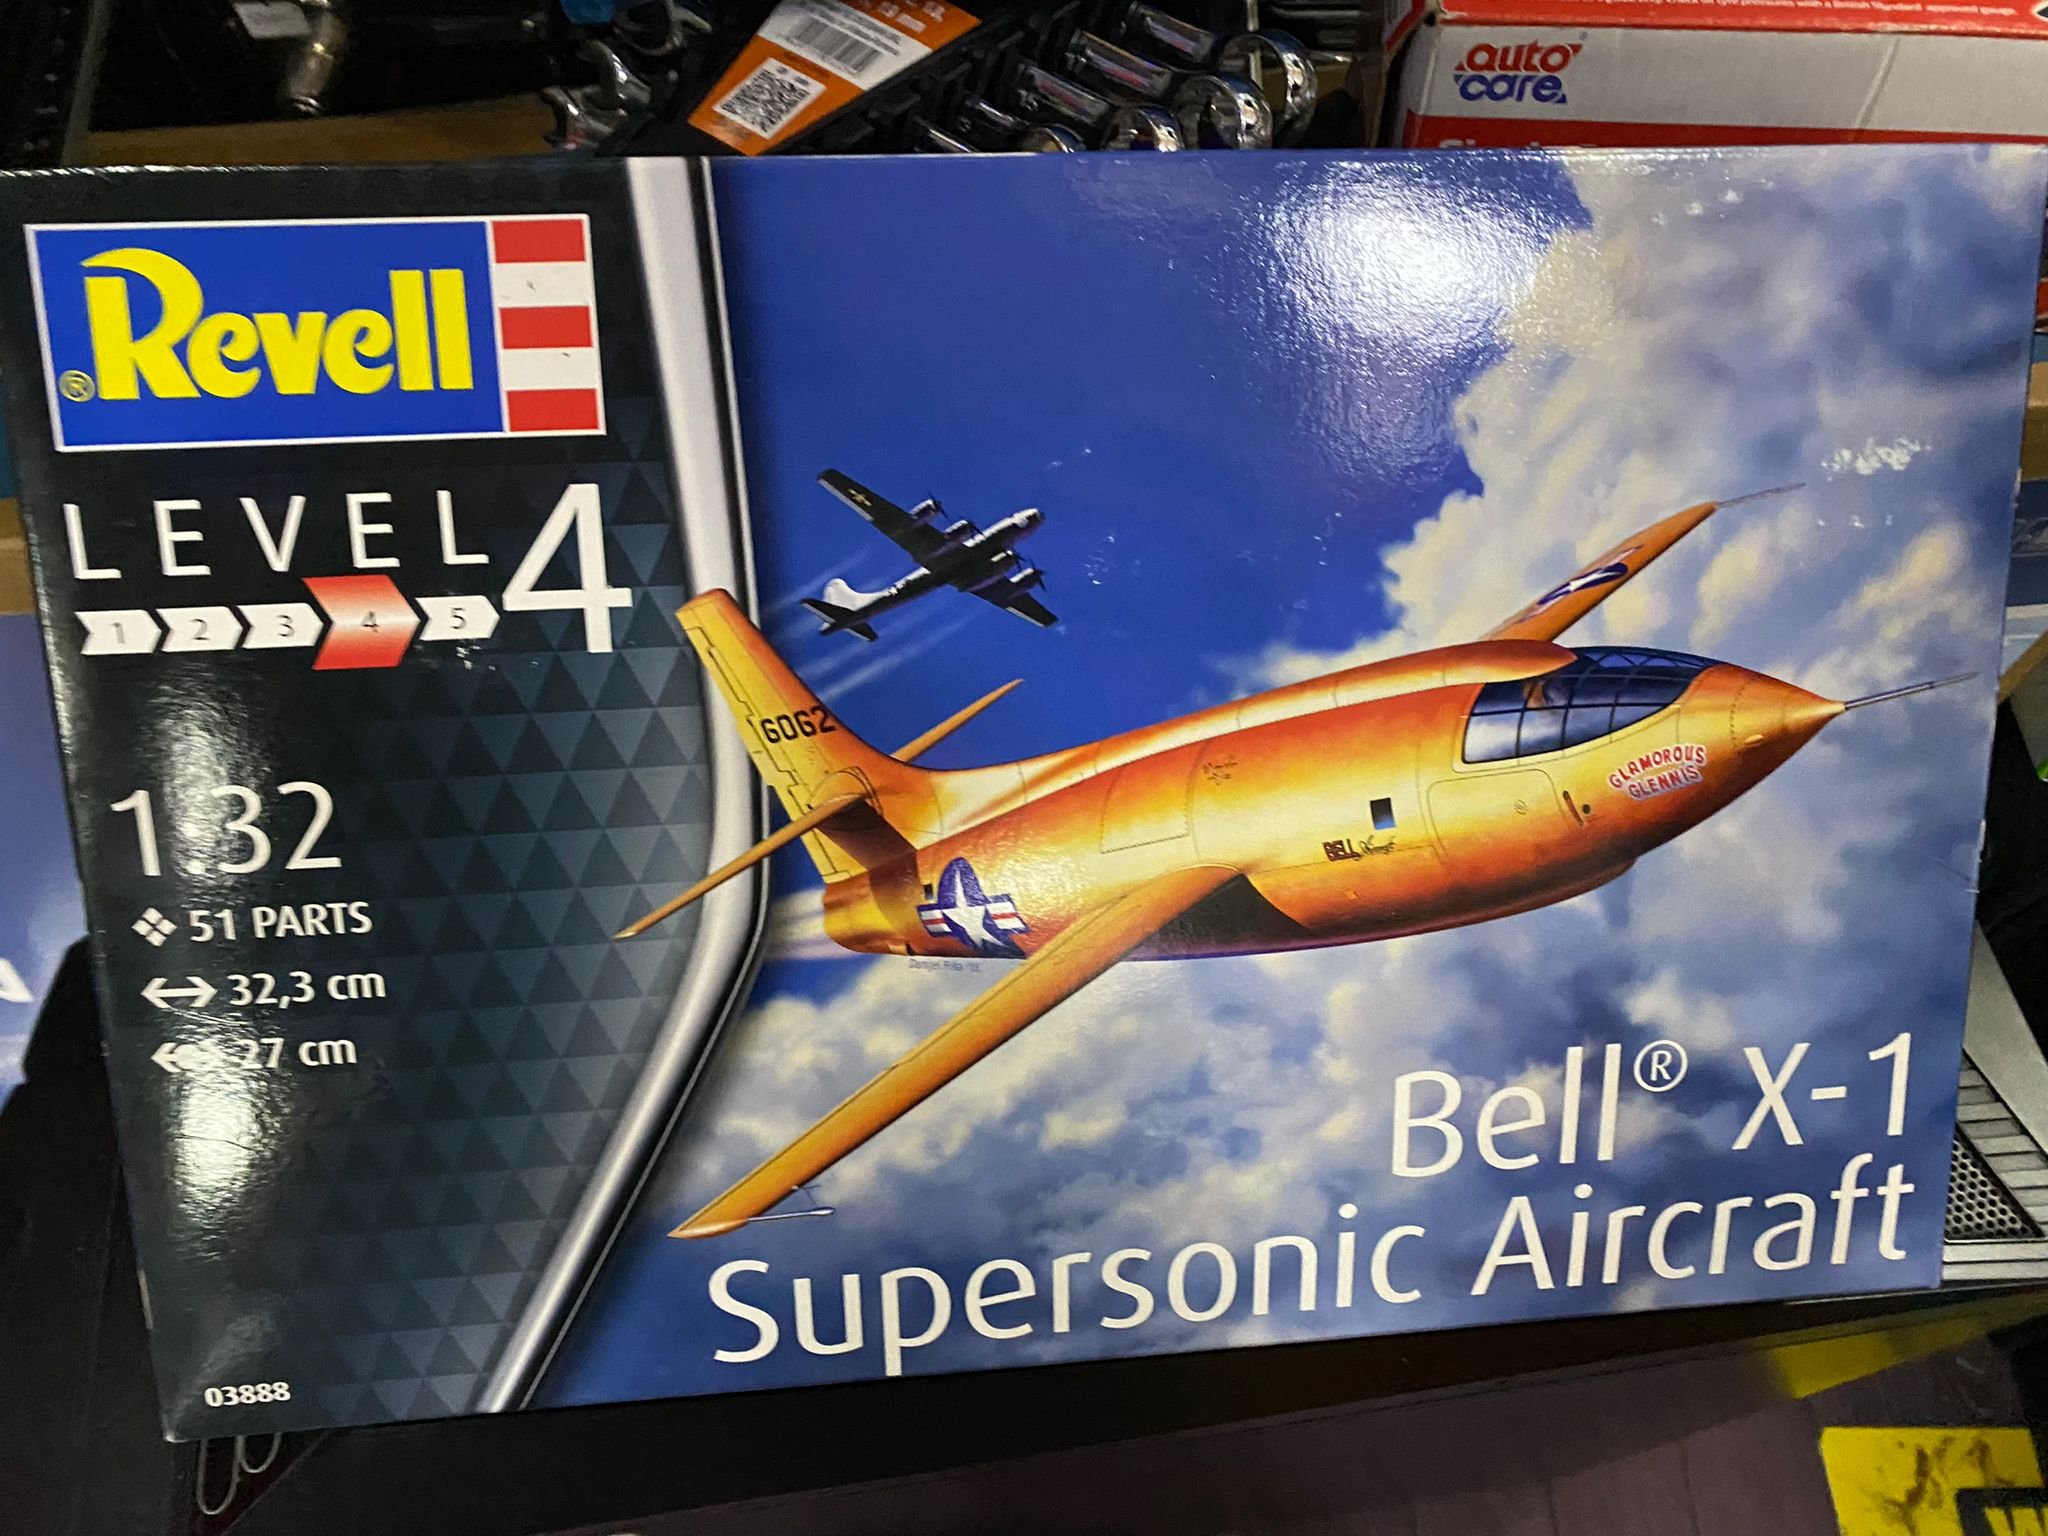 auto
care
Revell
®
LEVEL 4
1 2 3 4 5
1:32
51 PARTS
32,3 cm
27 cm
03888
6062
GLAMOROUS
GLENNIS
BELL
Bell® X-1
Supersonic Aircraft